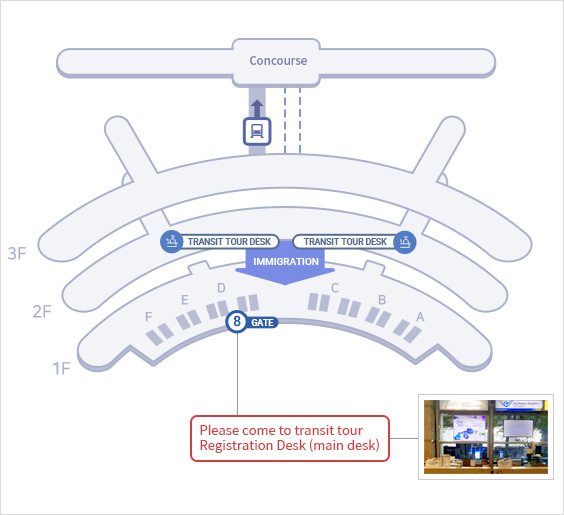 Concourse
TRANSIT TOUR DESK
TRANSIT TOUR DESK
IMMIGRATION
3F
2F
1F
F
E
D
C
B
A
8 GATE
Please come to transit tour
Registration Desk (main desk)